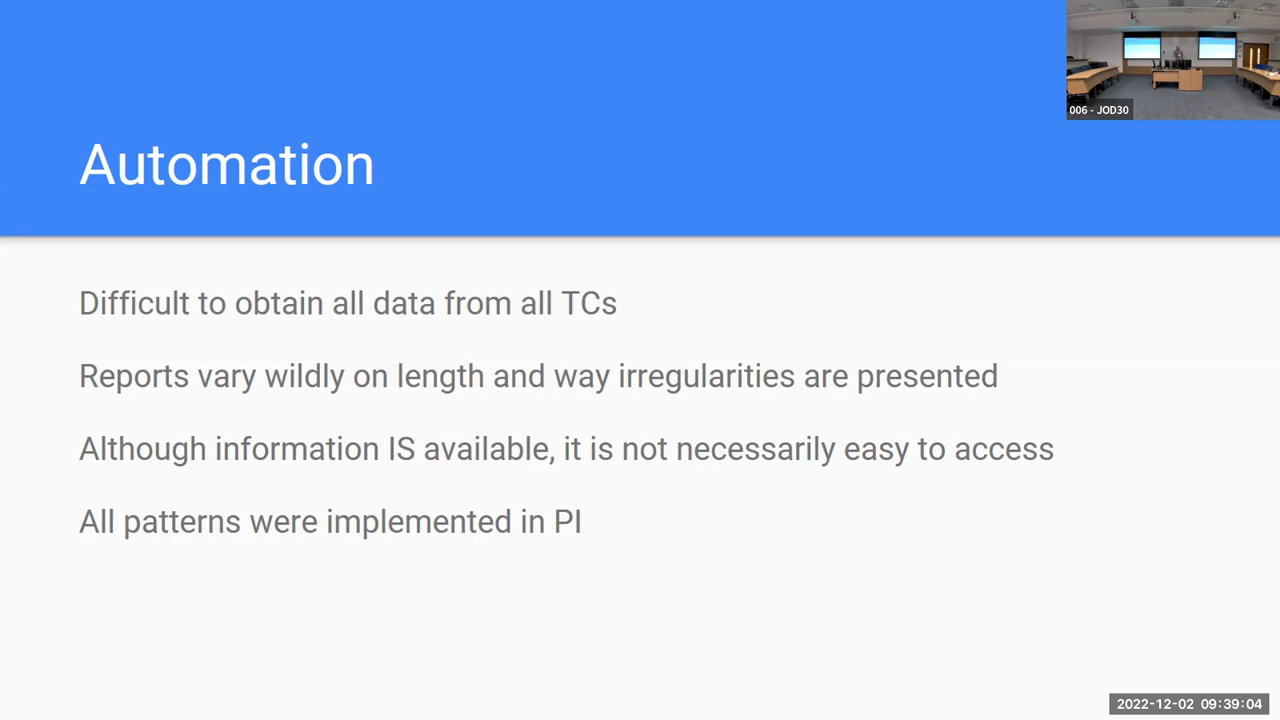 006 - JOD30
Automation
Difficult to obtain all data from all TCs
Reports vary wildly on length and way irregularities are presented
Although information IS available, it is not necessarily easy to access
All patterns were implemented in PI
2022-12-02 09:39:04